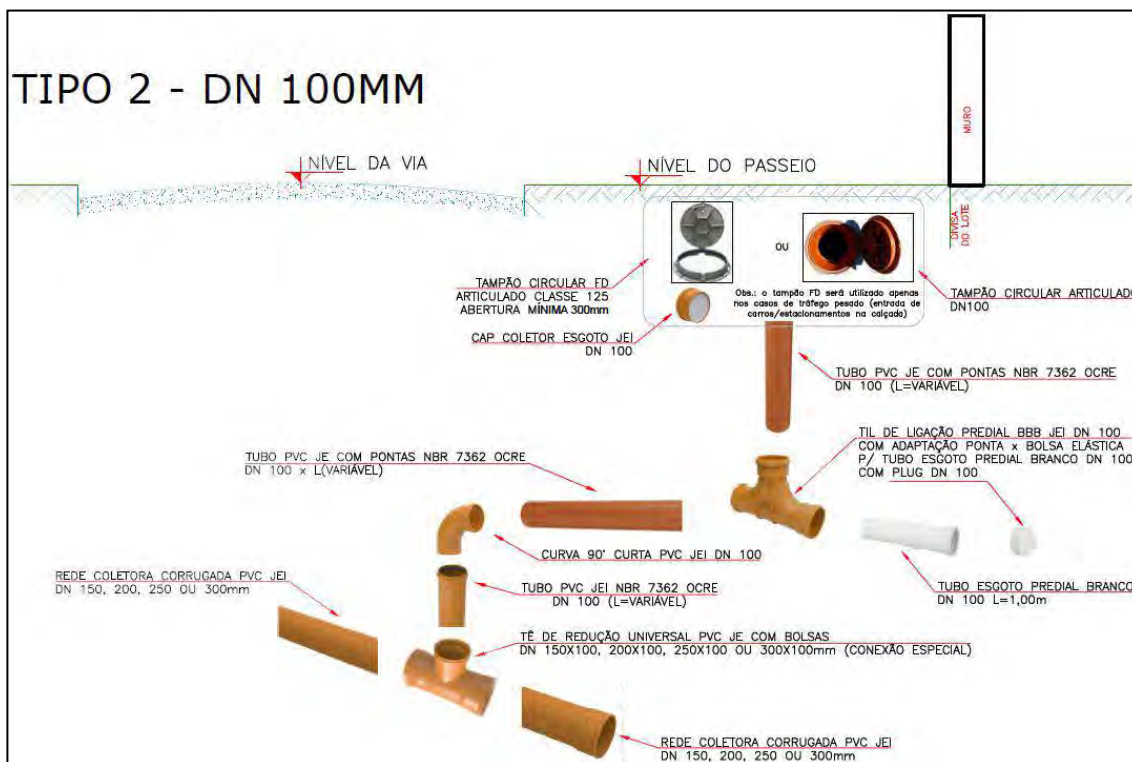 TIPO 2 - DN 100MM
MURO
NÍVEL DA VIA
NÍVEL DO PASSEIO
DIVISA
DO LOTE
OU
TAMPÃO CIRCULAR FD
ARTICULADO CLASSE 125
ABERTURA MÍNIMA 300mm
Obs.: o tampão FD será utilizado apenas
nos casos de tráfego pesado (entrada de
carros/estacionamentos na calçada)
TAMPÃO CIRCULAR ARTICULADO
DN100
CAP COLETOR ESGOTO JEI
DN 100
TUBO PVC JE COM PONTAS NBR 7362 OCRE
DN 100 (L=VARIÁVEL)
TIL DE LIGAÇÃO PREDIAL BBB JEI DN 100
COM ADAPTAÇÃO PONTA x BOLSA ELÁSTICA
P/ TUBO ESGOTO PREDIAL BRANCO DN 100
COM PLUG DN 100
TUBO PVC JE COM PONTAS NBR 7362 OCRE
DN 100 x L(VARIÁVEL)
CURVA 90° CURTA PVC JEI DN 100
REDE COLETORA CORRUGADA PVC JEI
DN 150, 200, 250 OU 300mm
TUBO PVC JEI NBR 7362 OCRE
DN 100 (L=VARIÁVEL)
TUBO ESGOTO PREDIAL BRANCO
DN 100 L=1,00m
TÊ DE REDUÇÃO UNIVERSAL PVC JE COM BOLSAS
DN 150X100, 200X100, 250X100 OU 300X100mm (CONEXÃO ESPECIAL)
REDE COLETORA CORRUGADA PVC JEI
DN 150, 200, 250 OU 300mm